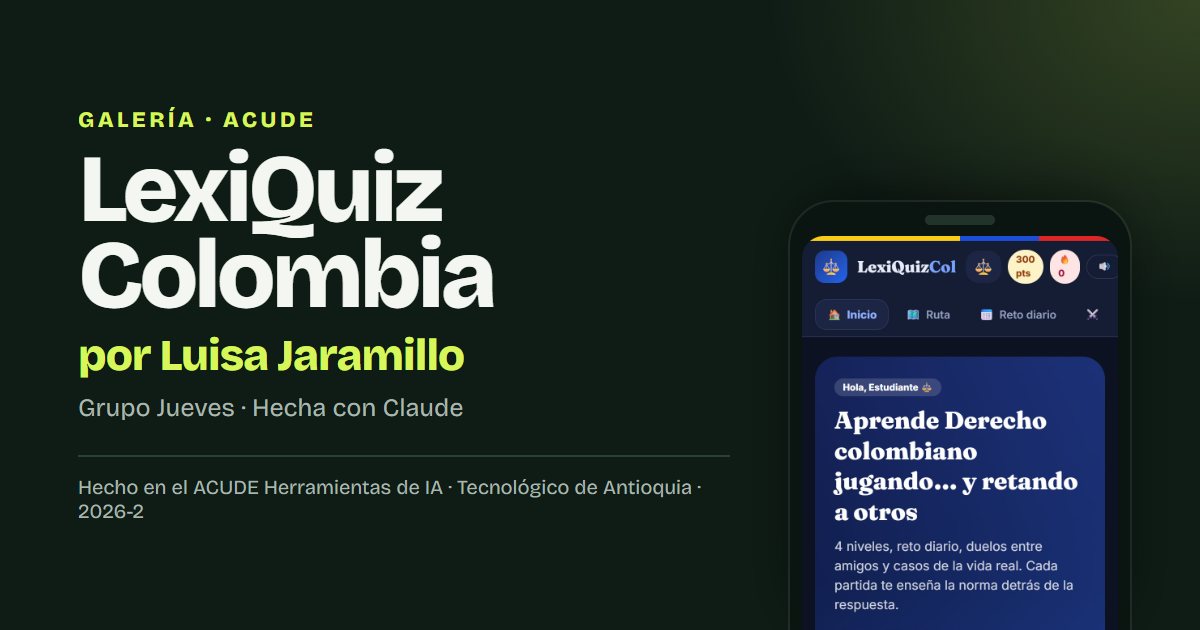 GALERÍA · ACUDE
LexiQuiz
Colombia
por Luisa Jaramillo
Grupo Jueves · Hecha con Claude
Hecho en el ACUDE Herramientas de IA · Tecnológico de Antioquia ·
2026-2
LexiQuizCol
300
pts
0
Inicio
Ruta
Reto diario
Hola, Estudiante
Aprende Derecho
colombiano
jugando... y retando
a otros
4 niveles, reto diario, duelos entre
amigos y casos de la vida real. Cada
partida te enseña la norma detrás de la
respuesta.